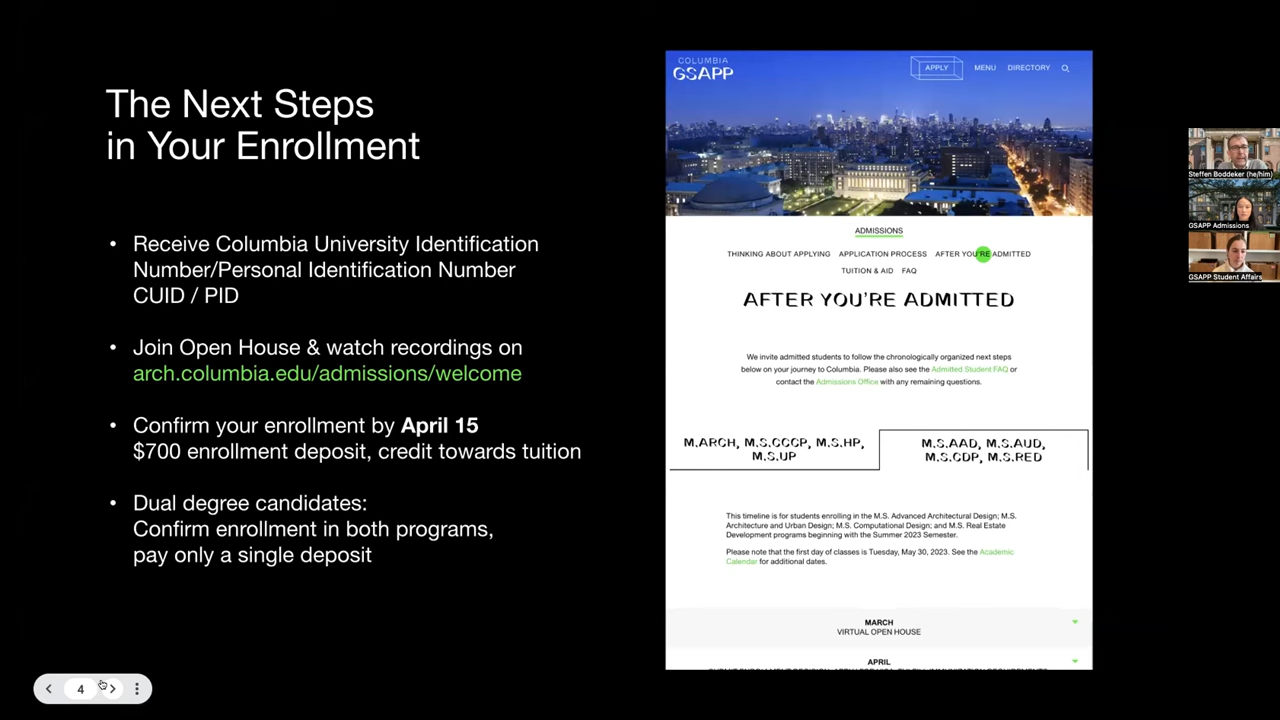 The Next Steps
in Your Enrollment
• Receive Columbia University Identification
Number/Personal Identification Number
CUID / PID
• Join Open House & watch recordings on
arch.columbia.edu/admissions/welcome
• Confirm your enrollment by April 15
$700 enrollment deposit, credit towards tuition
• Dual degree candidates:
Confirm enrollment in both programs,
pay only a single deposit
4
COLUMBIA
GSAPP
APPLY MENU DIRECTORY
ADMISSIONS
THINKING ABOUT APPLYING APPLICATION PROCESS AFTER YOU'RE ADMITTED
TUITION & AID FAQ
AFTER YOU'RE ADMITTED
We invite admitted students to follow the chronologically organized next steps
below on your journey to Columbia. Please also see the Admitted Student FAQ or
contact the Admissions Office with any remaining questions.
M.ARCH, M.S.CCCP, M.S.HP,
M.S.UP
M.S.AAD, M.S.AUD,
M.S.CDP, M.S.RED
This timeline is for students enrolling in the M.S. Advanced Architectural Design; M.S.
Architecture and Urban Design; M.S. Computational Design; and M.S. Real Estate
Development programs beginning with the Summer 2023 Semester.
Please note that the first day of classes is Tuesday, May 30, 2023. See the Academic
Calendar for additional dates.
MARCH
VIRTUAL OPEN HOUSE
APRIL
Steffen Boddeker (he/him)
GSAPP Admissions
GSAPP Student Affairs